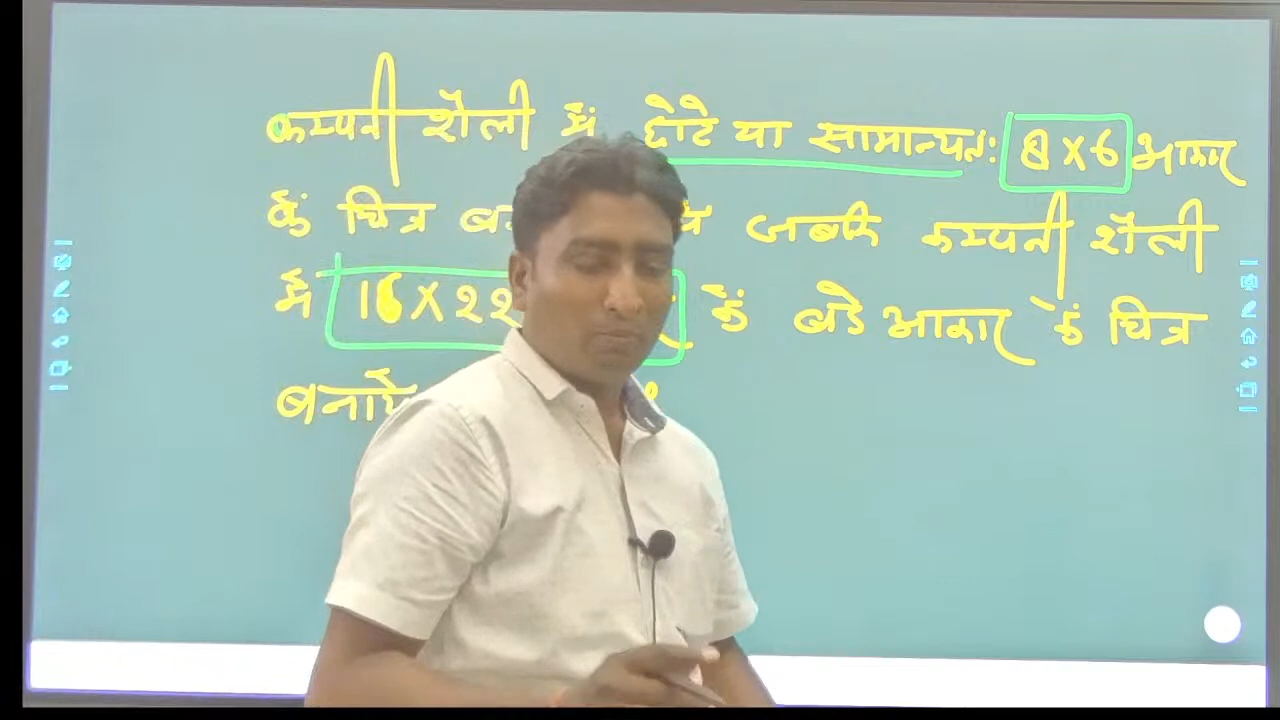 कम्पनी शैली में छोटे या सामान्यतः 8 X 6 आकार
के चित्र जबकि कम्पनी शैली
में 16 X 22 के बडे आकार के चित्र